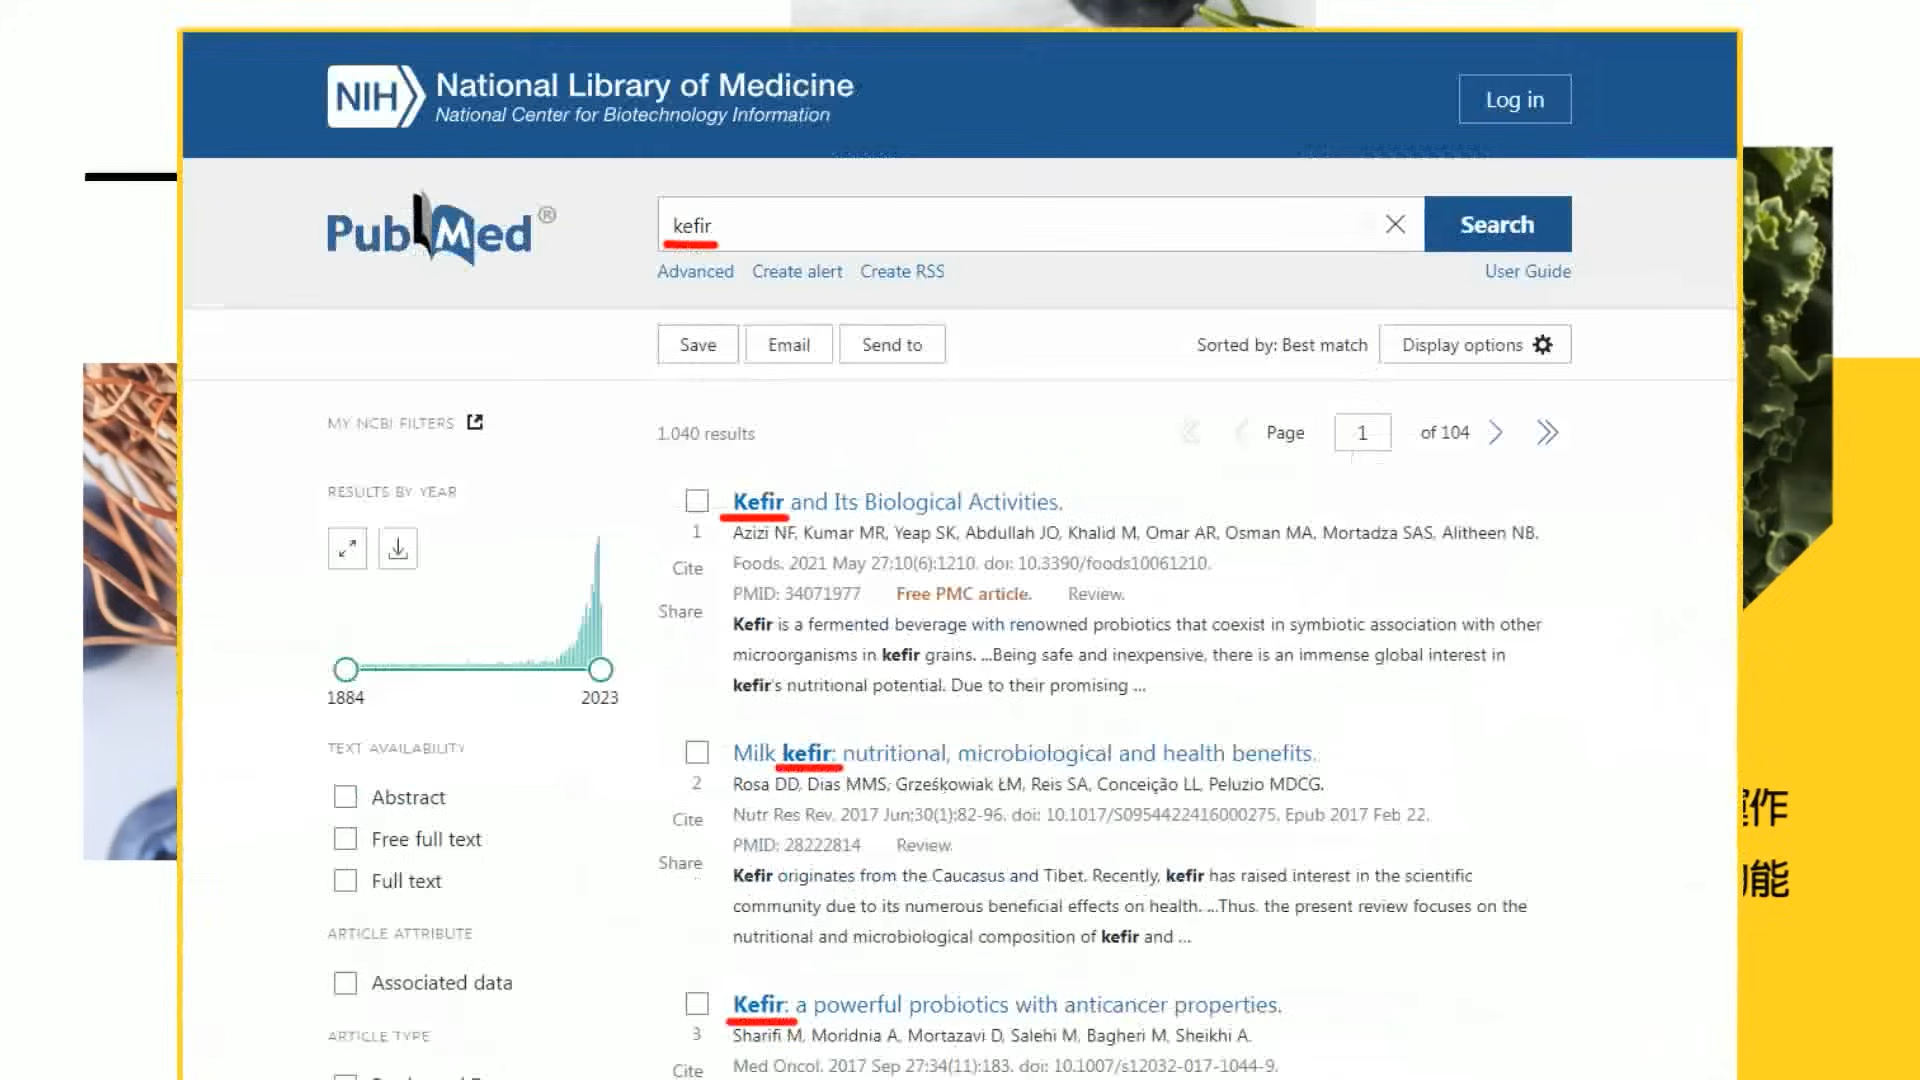 NIH National Library of Medicine
National Center for Biotechnology Information
Log in
PubMed®
kefir
Search
Advanced Create alert Create RSS
User Guide
Save Email Send to
Sorted by: Best match
Display options
MY NCBI FILTERS
1,040 results
Page 1 of 104
RESULTS BY YEAR
1884
2023
TEXT AVAILABILITY
Abstract
Free full text
Full text
ARTICLE ATTRIBUTE
Associated data
ARTICLE TYPE
Kefir and Its Biological Activities.
1
Azizi NF, Kumar MR, Yeap SK, Abdullah JO, Khalid M, Omar AR, Osman MA, Mortadza SAS, Alitheen NB.
Cite
Foods. 2021 May 27;10(6):1210. doi: 10.3390/foods10061210.
PMID: 34071977 Free PMC article. Review.
Share
Kefir is a fermented beverage with renowned probiotics that coexist in symbiotic association with other
microorganisms in kefir grains. ...Being safe and inexpensive, there is an immense global interest in
kefir's nutritional potential. Due to their promising ...
Milk kefir: nutritional, microbiological and health benefits.
2
Rosa DD, Dias MMS, Grześkowiak ŁM, Reis SA, Conceição LL, Peluzio MDCG.
Cite
Nutr Res Rev. 2017 Jun;30(1):82-96. doi: 10.1017/S0954422416000275. Epub 2017 Feb 22.
PMID: 28222814 Review.
Share
Kefir originates from the Caucasus and Tibet. Recently, kefir has raised interest in the scientific
community due to its numerous beneficial effects on health. ...Thus, the present review focuses on the
nutritional and microbiological composition of kefir and ...
Kefir: a powerful probiotics with anticancer properties.
3
Sharifi M, Moridnia A, Mortazavi D, Salehi M, Bagheri M, Sheikhi A.
Cite
Med Oncol. 2017 Sep 27;34(11):183. doi: 10.1007/s12032-017-1044-9.
作
能